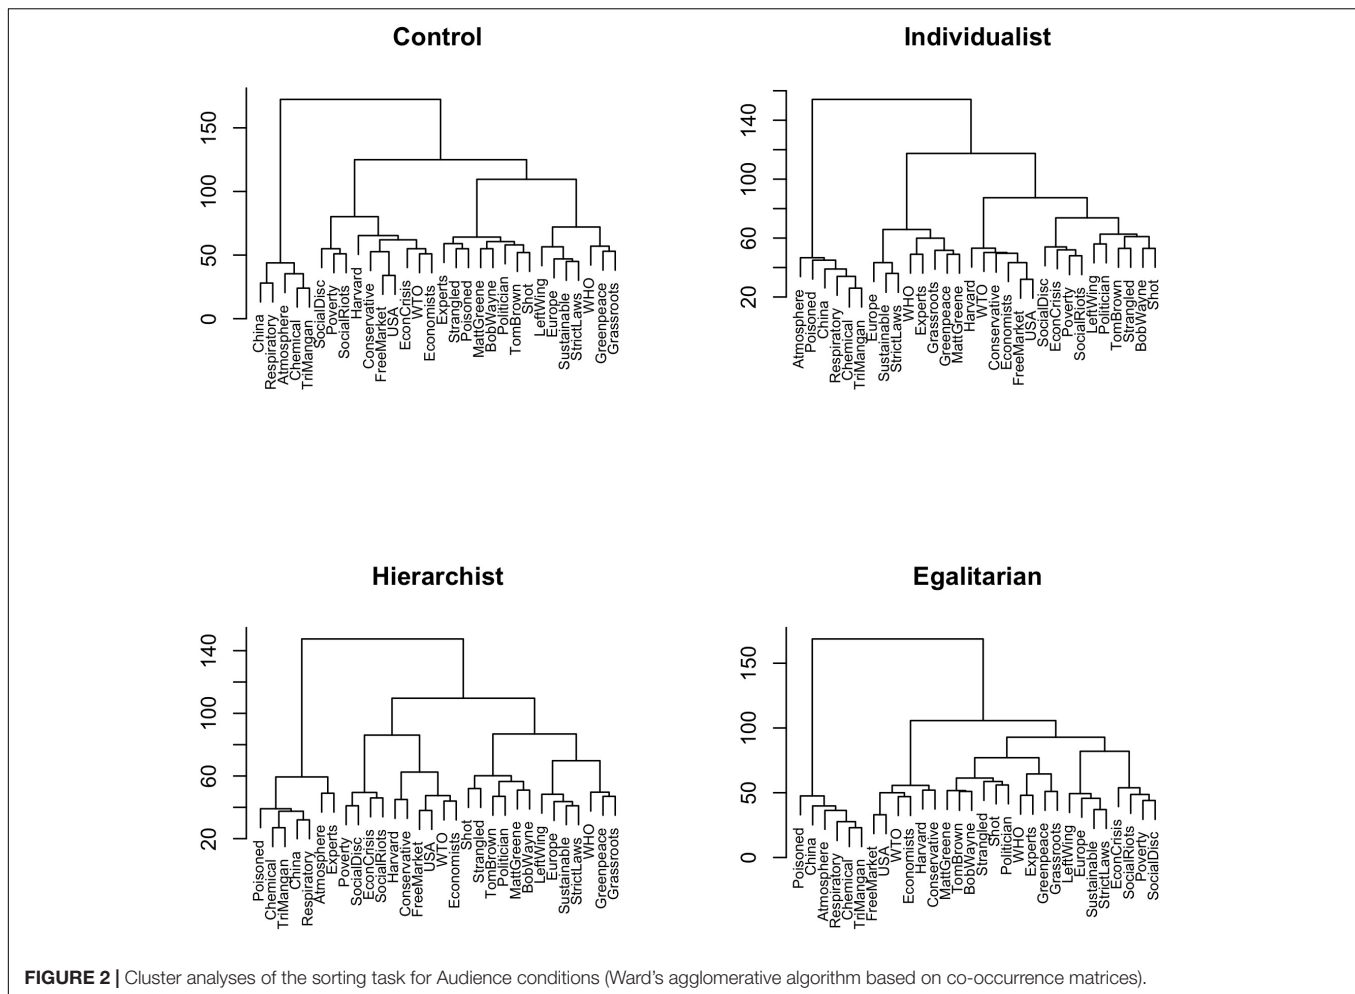 Control
150
100
50
0
China
Respiratory
Atmosphere
Chemical
TriMangan
SocialDisc
Poverty
SocialRiots
Harvard
Conservative
FreeMarket
USA
EconCrisis
WTO
Economists
Experts
Strangled
Poisoned
MattGreene
BobWayne
Politician
TomBrown
Shot
LeftWing
Europe
Sustainable
StrictLaws
WHO
Greenpeace
Grassroots
Individualist
140
100
60
20
Atmosphere
Poisoned
China
Respiratory
Chemical
TriMangan
Europe
Sustainable
StrictLaws
WHO
Experts
Grassroots
Greenpeace
MattGreene
Harvard
WTO
Conservative
Economists
FreeMarket
USA
SocialDisc
EconCrisis
Poverty
SocialRiots
LeftWing
Politician
TomBrown
Strangled
BobWayne
Shot
Hierarchist
140
100
60
20
Poisoned
Chemical
TriMangan
China
Respiratory
Atmosphere
Experts
Poverty
SocialDisc
EconCrisis
SocialRiots
Harvard
Conservative
FreeMarket
USA
WTO
Economists
Shot
Strangled
TomBrown
Politician
MattGreene
BobWayne
LeftWing
Europe
Sustainable
StrictLaws
WHO
Greenpeace
Grassroots
Egalitarian
150
100
50
0
Poisoned
China
Atmosphere
Respiratory
Chemical
TriMangan
FreeMarket
USA
WTO
Economists
Harvard
Conservative
MattGreene
TomBrown
BobWayne
Strangled
Shot
Politician
WHO
Experts
Greenpeace
Grassroots
LeftWing
Europe
Sustainable
StrictLaws
EconCrisis
SocialRiots
Poverty
SocialDisc
FIGURE 2 | Cluster analyses of the sorting task for Audience conditions (Ward's agglomerative algorithm based on co-occurrence matrices).